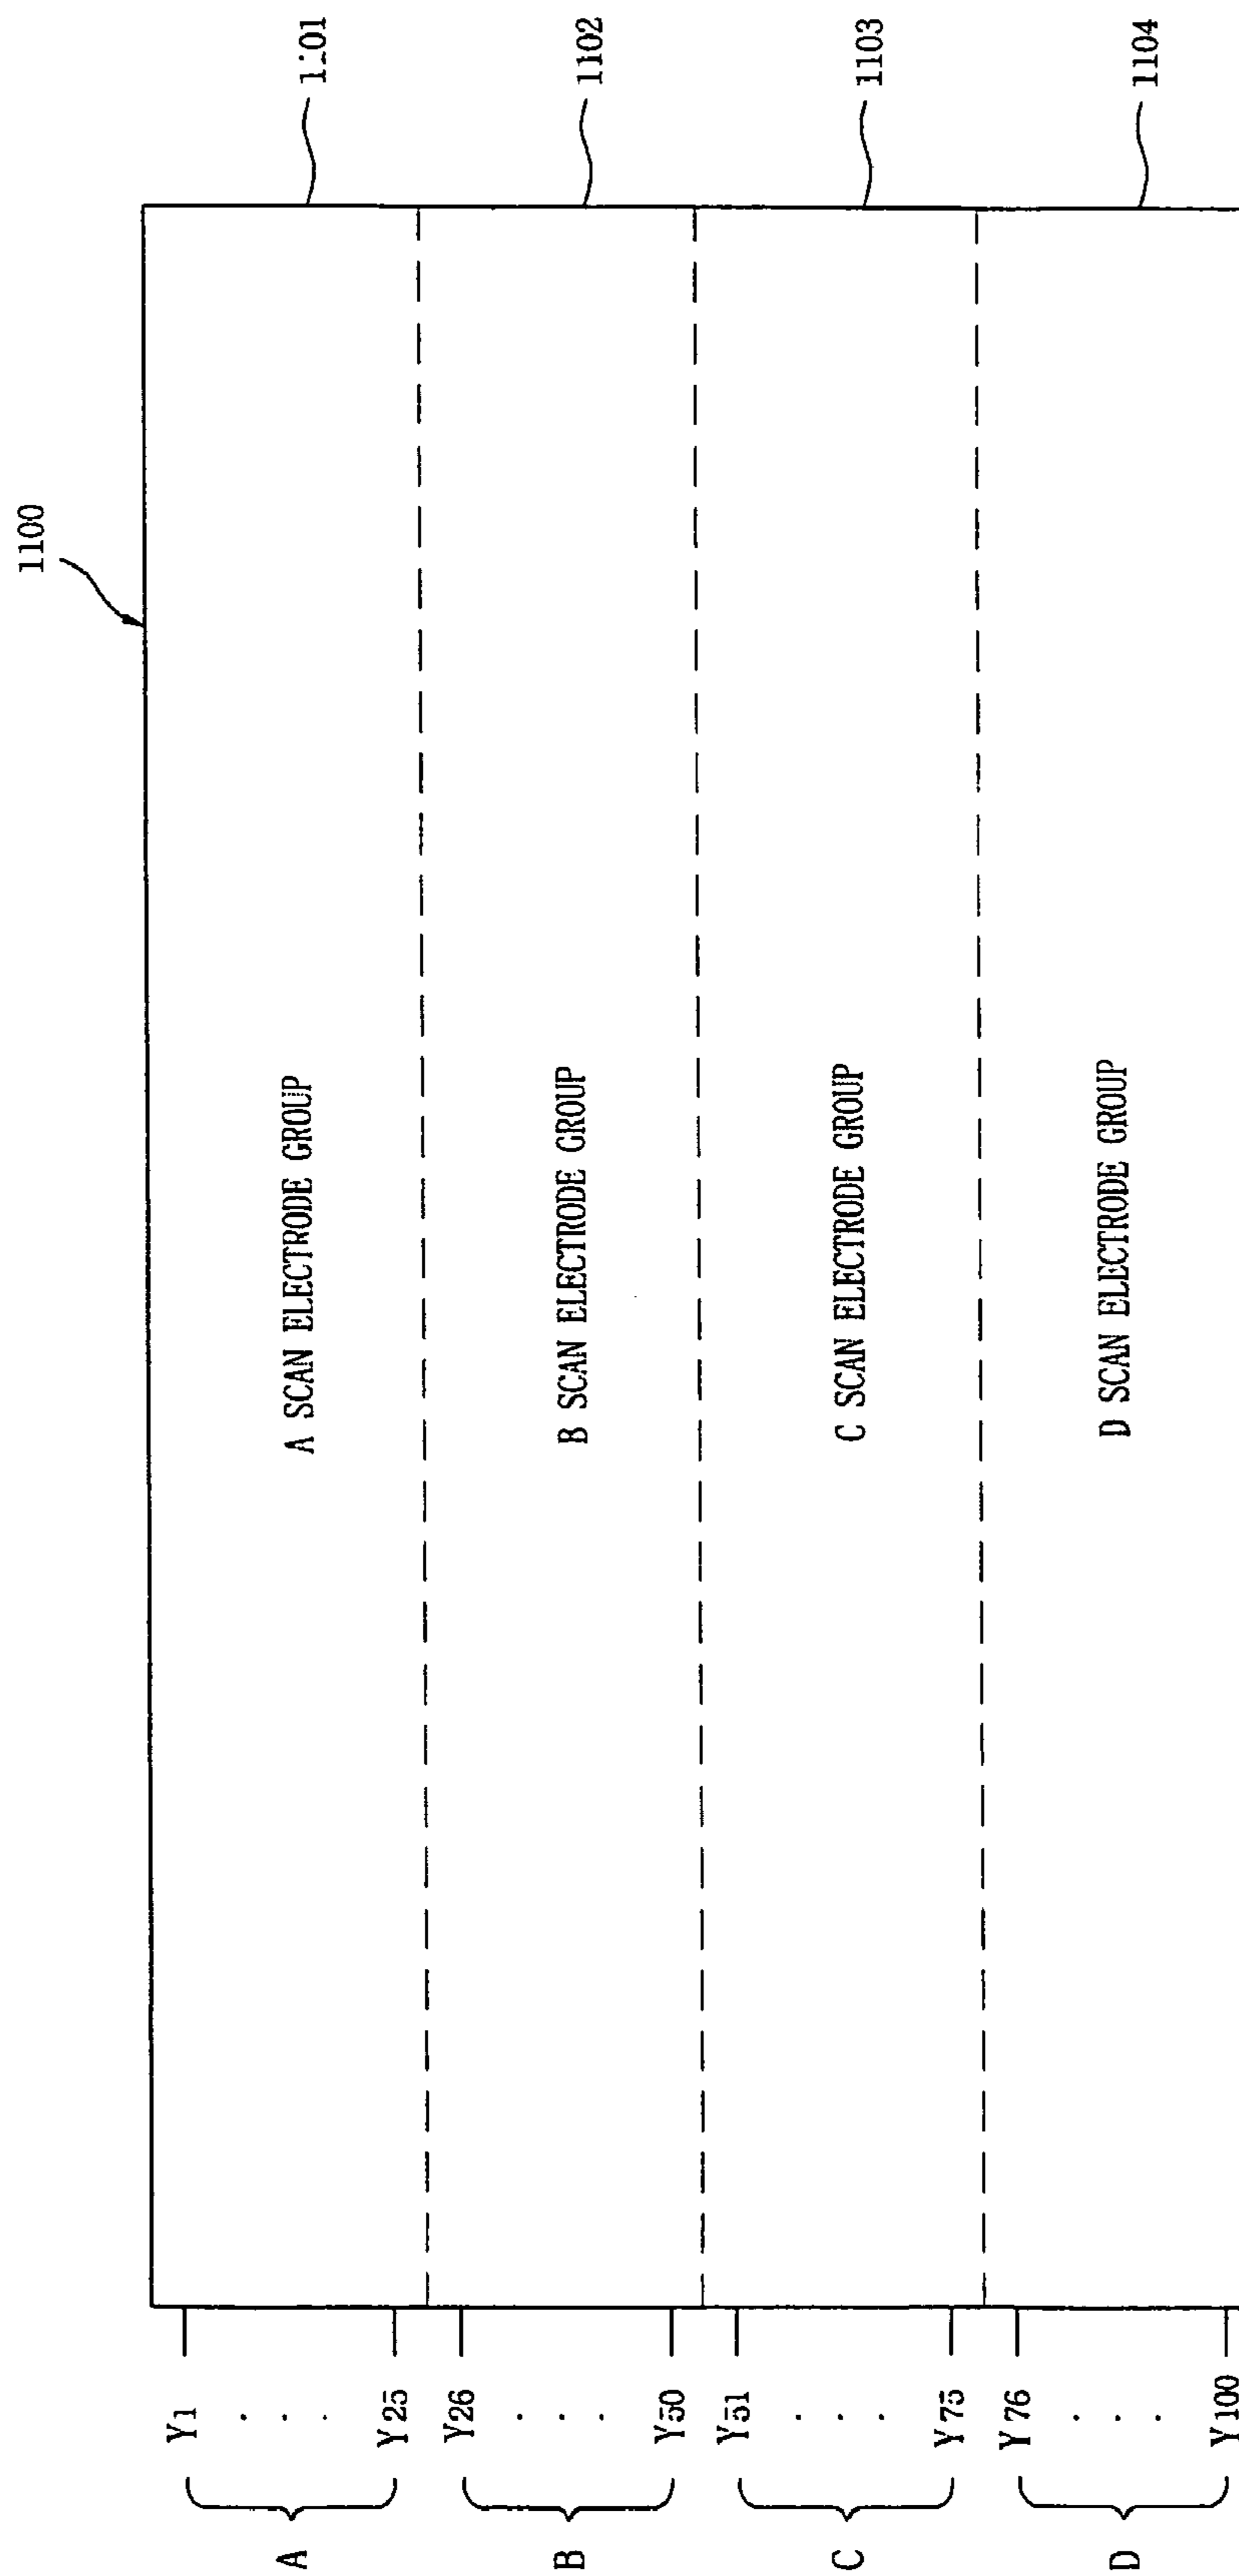 1100
A
Y1
.
.
.
Y25
A SCAN ELECTRODE GROUP
1101
B
Y26
.
.
.
Y50
B SCAN ELECTRODE GROUP
1102
C
Y51
.
.
.
Y75
C SCAN ELECTRODE GROUP
1103
D
Y76
.
.
.
Y100
D SCAN ELECTRODE GROUP
1104